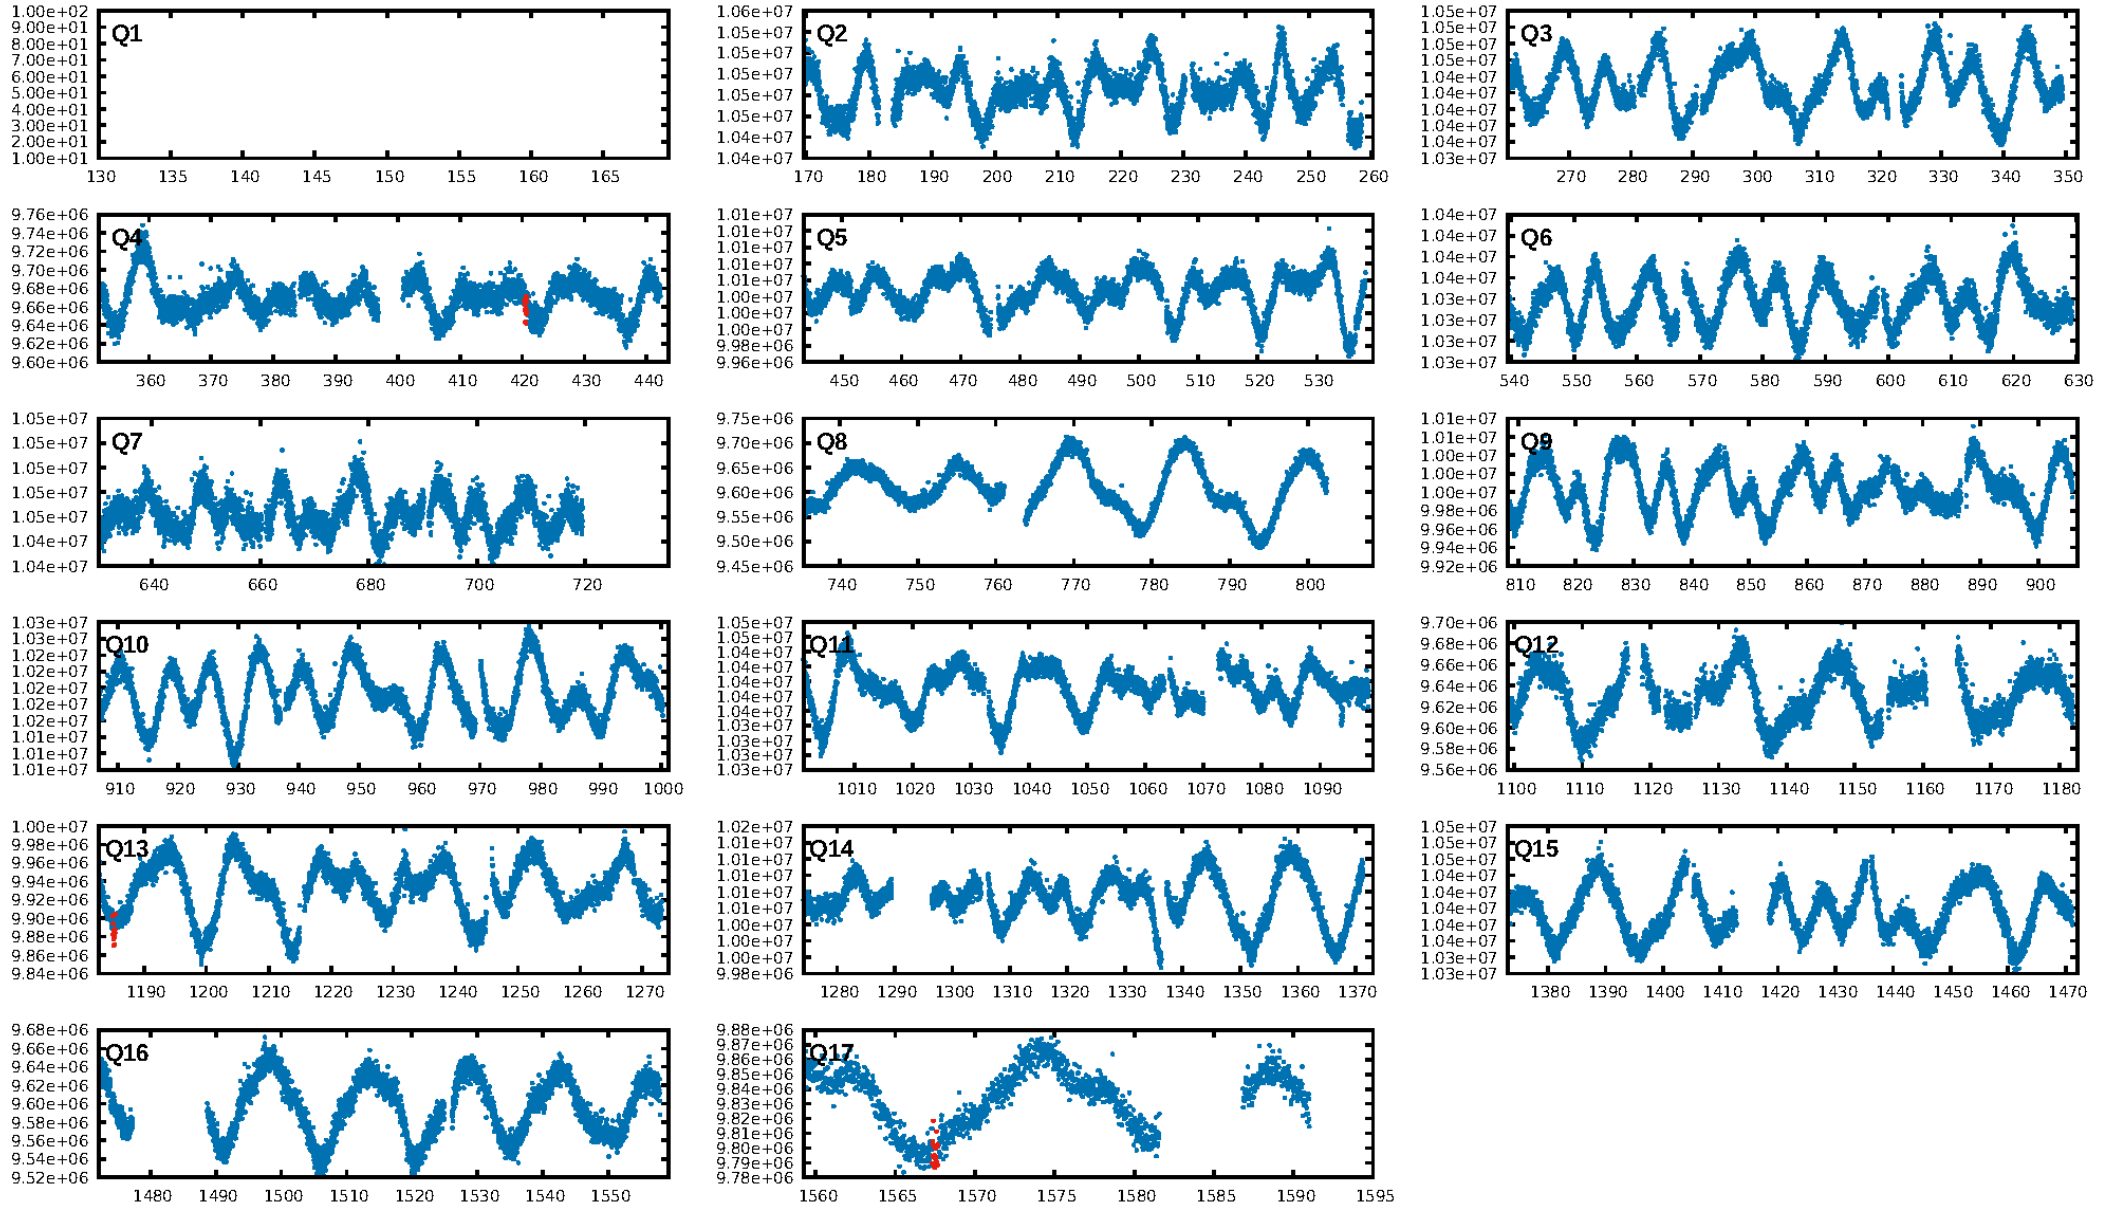 1.00e+02
9.00e+01
8.00e+01
7.00e+01
6.00e+01
5.00e+01
4.00e+01
3.00e+01
2.00e+01
1.00e+01
Q1
130 135 140 145 150 155 160 165
1.06e+07
1.05e+07
1.05e+07
1.05e+07
1.05e+07
1.05e+07
1.04e+07
1.04e+07
Q2
170 180 190 200 210 220 230 240 250 260
1.05e+07
1.05e+07
1.05e+07
1.05e+07
1.04e+07
1.04e+07
1.04e+07
1.04e+07
1.04e+07
1.03e+07
Q3
270 280 290 300 310 320 330 340 350
9.76e+06
9.74e+06
9.72e+06
9.70e+06
9.68e+06
9.66e+06
9.64e+06
9.62e+06
9.60e+06
Q4
360 370 380 390 400 410 420 430 440
1.01e+07
1.01e+07
1.01e+07
1.01e+07
1.01e+07
1.00e+07
1.00e+07
1.00e+07
9.98e+06
9.96e+06
Q5
450 460 470 480 490 500 510 520 530
1.04e+07
1.04e+07
1.04e+07
1.04e+07
1.03e+07
1.03e+07
1.03e+07
1.03e+07
Q6
540 550 560 570 580 590 600 610 620 630
1.05e+07
1.05e+07
1.05e+07
1.05e+07
1.05e+07
1.04e+07
1.04e+07
Q7
640 660 680 700 720
9.75e+06
9.70e+06
9.65e+06
9.60e+06
9.55e+06
9.50e+06
9.45e+06
Q8
740 750 760 770 780 790 800
1.01e+07
1.01e+07
1.00e+07
1.00e+07
1.00e+07
9.98e+06
9.96e+06
9.94e+06
9.92e+06
Q9
810 820 830 840 850 860 870 880 890 900
1.03e+07
1.03e+07
1.02e+07
1.02e+07
1.02e+07
1.02e+07
1.02e+07
1.01e+07
1.01e+07
1.01e+07
Q10
910 920 930 940 950 960 970 980 990 1000
1.05e+07
1.05e+07
1.04e+07
1.04e+07
1.04e+07
1.04e+07
1.04e+07
1.03e+07
1.03e+07
1.03e+07
Q11
1010 1020 1030 1040 1050 1060 1070 1080 1090
9.70e+06
9.68e+06
9.66e+06
9.64e+06
9.62e+06
9.60e+06
9.58e+06
9.56e+06
Q12
1100 1110 1120 1130 1140 1150 1160 1170 1180
1.00e+07
9.98e+06
9.96e+06
9.94e+06
9.92e+06
9.90e+06
9.88e+06
9.86e+06
9.84e+06
Q13
1190 1200 1210 1220 1230 1240 1250 1260 1270
1.02e+07
1.01e+07
1.01e+07
1.01e+07
1.01e+07
1.01e+07
1.00e+07
1.00e+07
9.98e+06
Q14
1280 1290 1300 1310 1320 1330 1340 1350 1360 1370
1.05e+07
1.05e+07
1.05e+07
1.04e+07
1.04e+07
1.04e+07
1.04e+07
1.04e+07
1.03e+07
1.03e+07
Q15
1380 1390 1400 1410 1420 1430 1440 1450 1460 1470
9.68e+06
9.66e+06
9.64e+06
9.62e+06
9.60e+06
9.58e+06
9.56e+06
9.54e+06
9.52e+06
Q16
1480 1490 1500 1510 1520 1530 1540 1550
9.88e+06
9.87e+06
9.86e+06
9.85e+06
9.84e+06
9.83e+06
9.82e+06
9.81e+06
9.80e+06
9.79e+06
9.78e+06
Q17
1560 1565 1570 1575 1580 1585 1590 1595